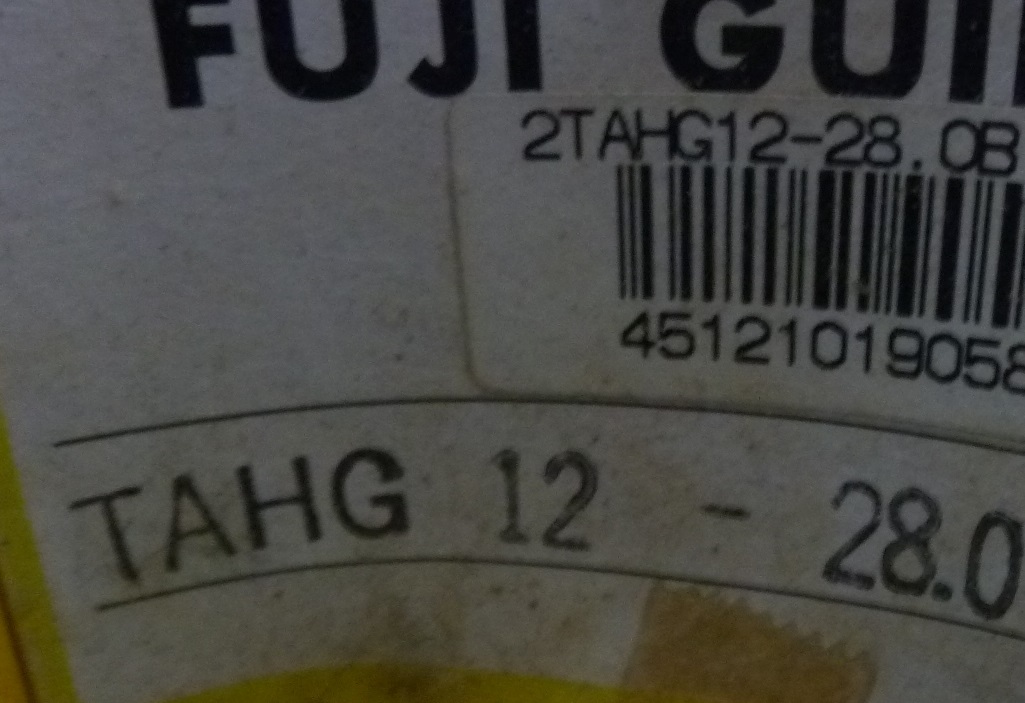 FUJI GUI
2TAHG12-28.0B
45121019058
TAHG 12 - 28.0